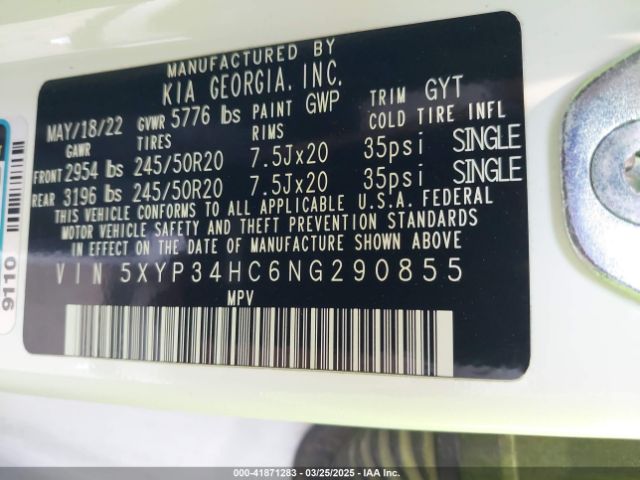 MANUFACTURED BY
KIA GEORGIA, INC.
MAY/18/22 GVWR 5776 lbs PAINT GWP TRIM GYT
GAWR TIRES RIMS COLD TIRE INFL
FRONT 2954 lbs 245/50R20 7.5Jx20 35psi SINGLE
REAR 3196 lbs 245/50R20 7.5Jx20 35psi SINGLE
THIS VEHICLE CONFORMS TO ALL APPLICABLE U.S.A. FEDERAL
MOTOR VEHICLE SAFETY AND THEFT PREVENTION STANDARDS
IN EFFECT ON THE DATE OF MANUFACTURE SHOWN ABOVE
VIN 5XYP34HC6NG290855
MPV
9110
000-41871283 - 03/25/2025 - IAA Inc.